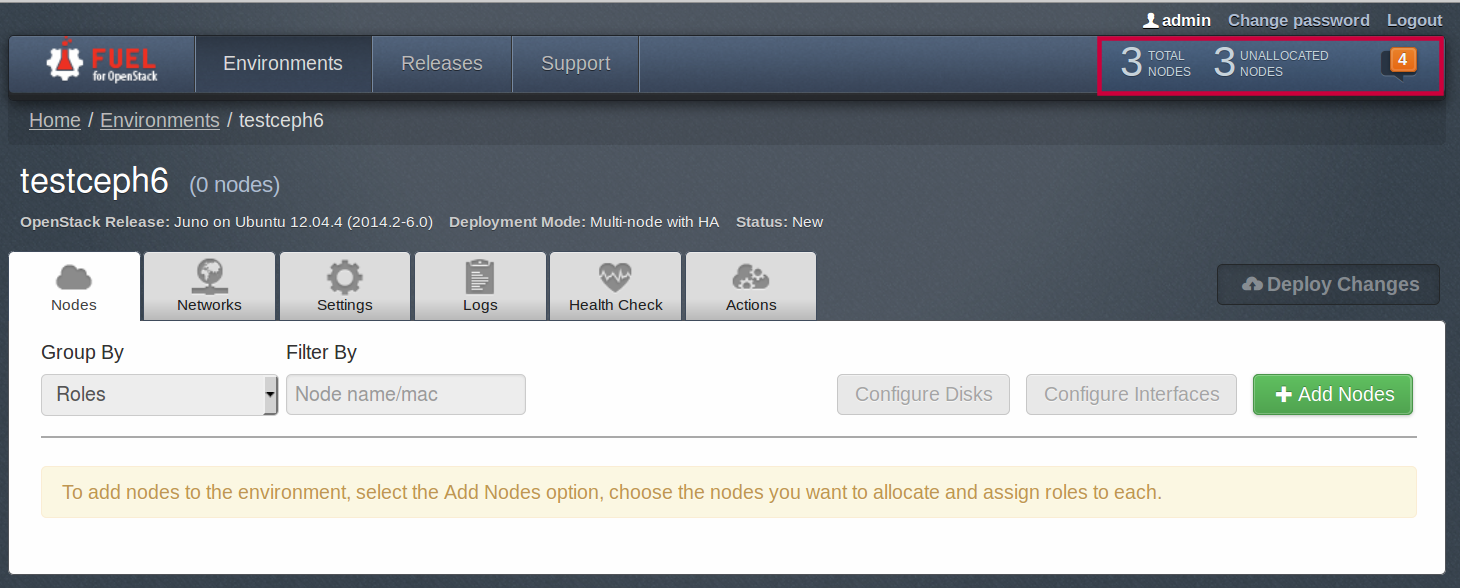 admin Change password Logout
FUEL
for OpenStack
Environments Releases Support
3 TOTAL NODES 3 UNALLOCATED NODES 4
Home / Environments / testceph6
testceph6 (0 nodes)
OpenStack Release: Juno on Ubuntu 12.04.4 (2014.2-6.0) Deployment Mode: Multi-node with HA Status: New
Nodes Networks Settings Logs Health Check Actions
Deploy Changes
Group By Filter By
Roles Node name/mac Configure Disks Configure Interfaces + Add Nodes
To add nodes to the environment, select the Add Nodes option, choose the nodes you want to allocate and assign roles to each.